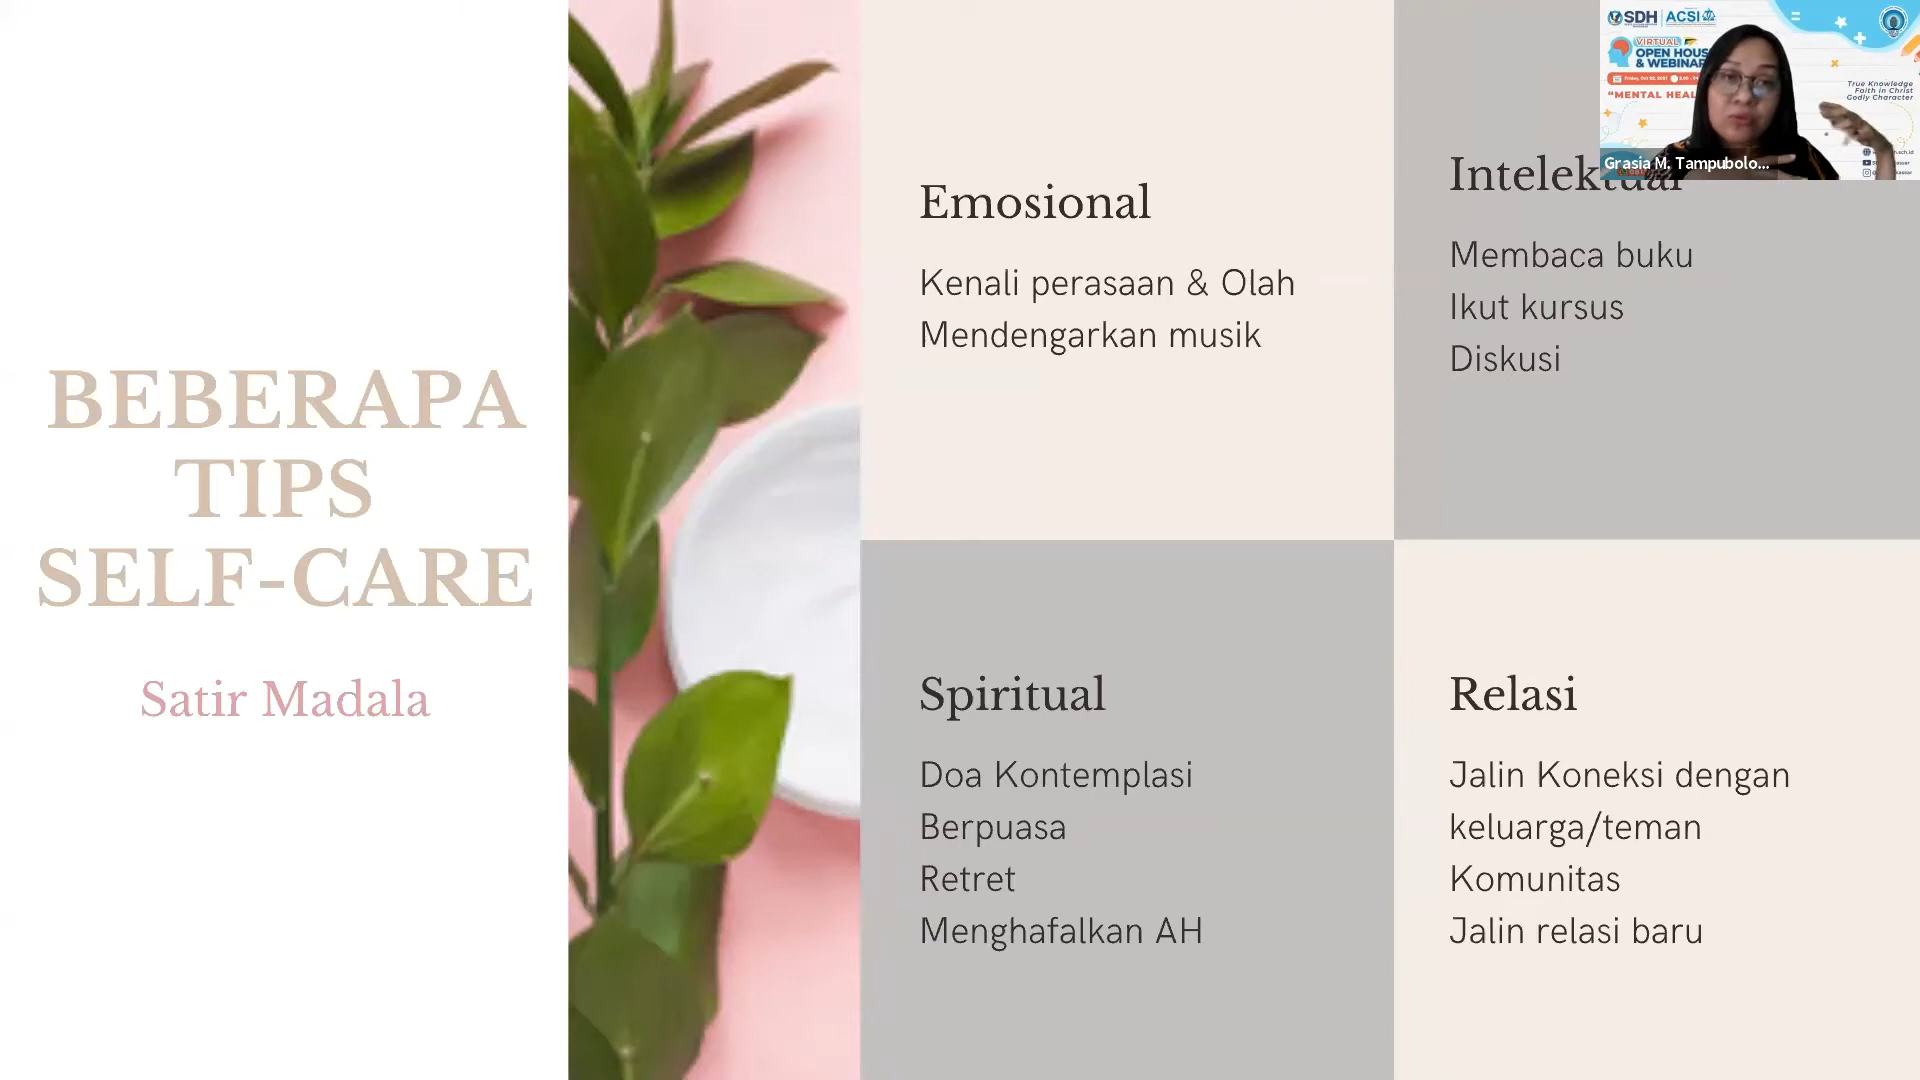 BEBERAPA
TIPS
SELF-CARE
Satir Madala
Emosional
Kenali perasaan & Olah
Mendengarkan musik
Intelektual
Membaca buku
Ikut kursus
Diskusi
Spiritual
Doa Kontemplasi
Berpuasa
Retret
Menghafalkan AH
Relasi
Jalin Koneksi dengan
keluarga/teman
Komunitas
Jalin relasi baru
SDH ACSI
VIRTUAL
OPEN HOUS
& WEBINAR
"MENTAL HEAL
True Knowledge
Faith in Christ
Godly Character
Grasia M. Tampubolo...